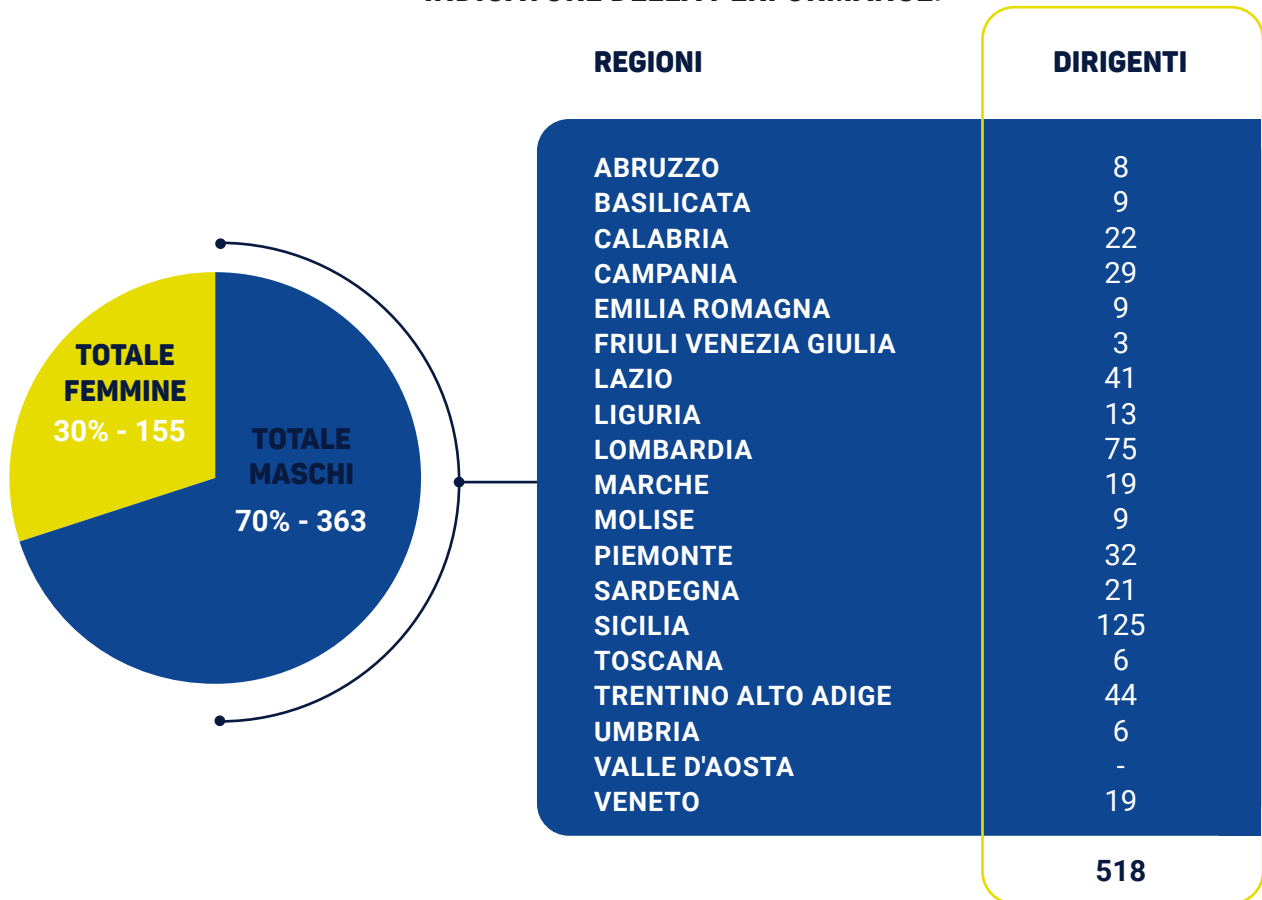 REGIONI DIRIGENTI
TOTALE
FEMMINE
30% - 155
TOTALE
MASCHI
70% - 363
ABRUZZO 8
BASILICATA 9
CALABRIA 22
CAMPANIA 29
EMILIA ROMAGNA 9
FRIULI VENEZIA GIULIA 3
LAZIO 41
LIGURIA 13
LOMBARDIA 75
MARCHE 19
MOLISE 9
PIEMONTE 32
SARDEGNA 21
SICILIA 125
TOSCANA 6
TRENTINO ALTO ADIGE 44
UMBRIA 6
VALLE D'AOSTA -
VENETO 19
518